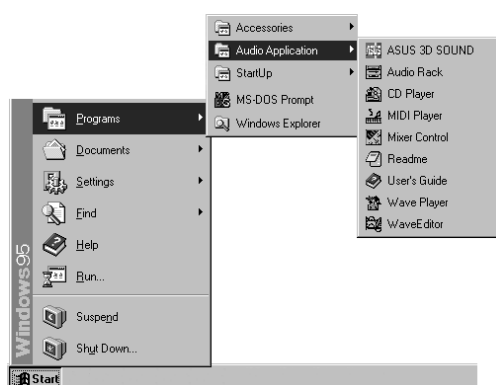 Accessories
Audio Application
StartUp
MS-DOS Prompt
Windows Explorer
ASUS 3D SOUND
Audio Rack
CD Player
MIDI Player
Mixer Control
Readme
User's Guide
Wave Player
WaveEditor
Programs
Documents
Settings
Find
Help
Run...
Suspend
Shut Down...
Windows95
Start